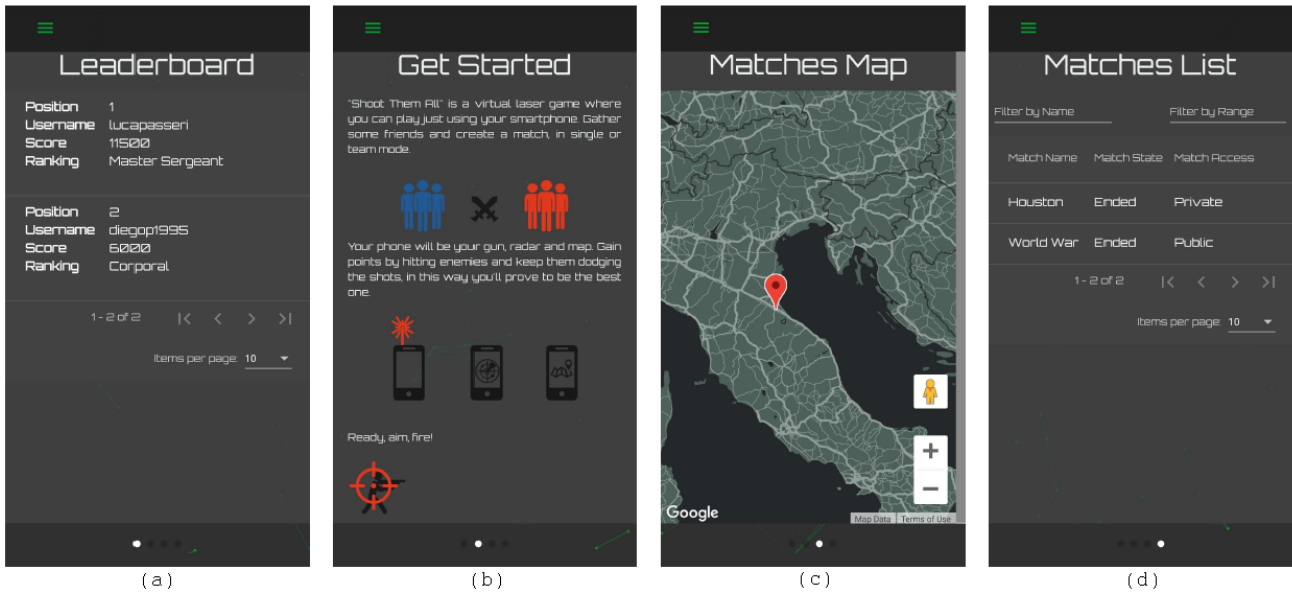 Leaderboard
Position 1
Username lucapasseri
Score 11500
Ranking Master Sergeant
Position 2
Username diegop1995
Score 6000
Ranking Corporal
1 - 2 of 2
Items per page: 10
(a)
Get Started
"Shoot Them All" is a virtual laser game where
you can play just using your smartphone. Gather
some friends and create a match, in single or
team mode.
Your phone will be your gun, radar and map. Gain
points by hitting enemies and keep them dodging
the shots, in this way you'll prove to be the best
one.
Ready, aim, fire!
(b)
Matches Map
Google
Map Data Terms of Use
(c)
Matches List
Filter by Name Filter by Range
Match Name Match State Match Access
Houston Ended Private
World War Ended Public
1 - 2 of 2
Items per page: 10
(d)